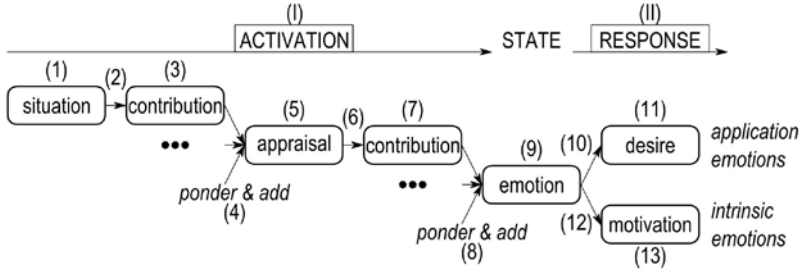 (I)
(II)
ACTIVATION
STATE
RESPONSE
(1)
(2)
(3)
situation
contribution
(5)
(6)
(7)
(11)
•••
appraisal
contribution
(9)
(10)
desire
application
emotions
ponder & add
(4)
•••
emotion
ponder & add
(8)
(12)
motivation
(13)
intrinsic
emotions